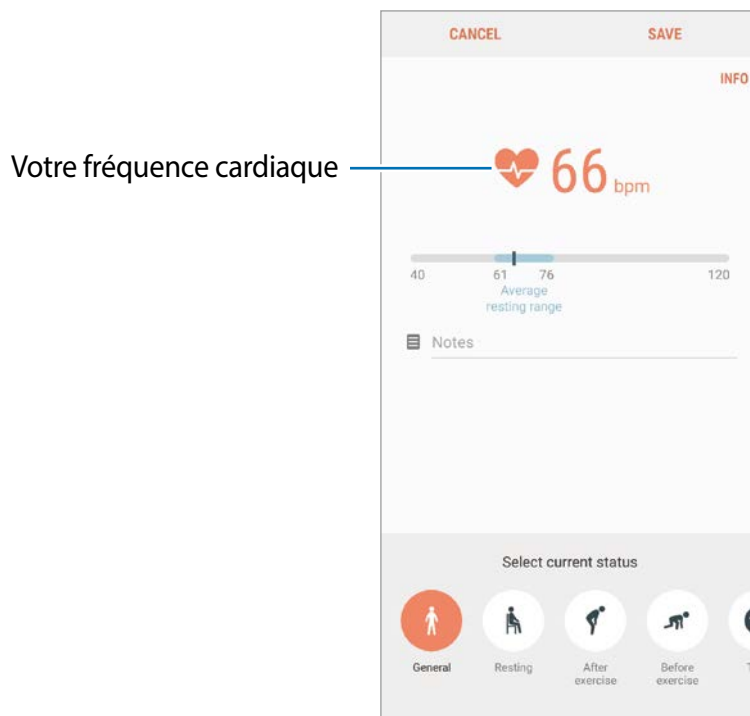 CANCEL SAVE
INFO
Votre fréquence cardiaque
66 bpm
40 61 76 120
Average
resting range
Notes
Select current status
General Resting After exercise Before exercise